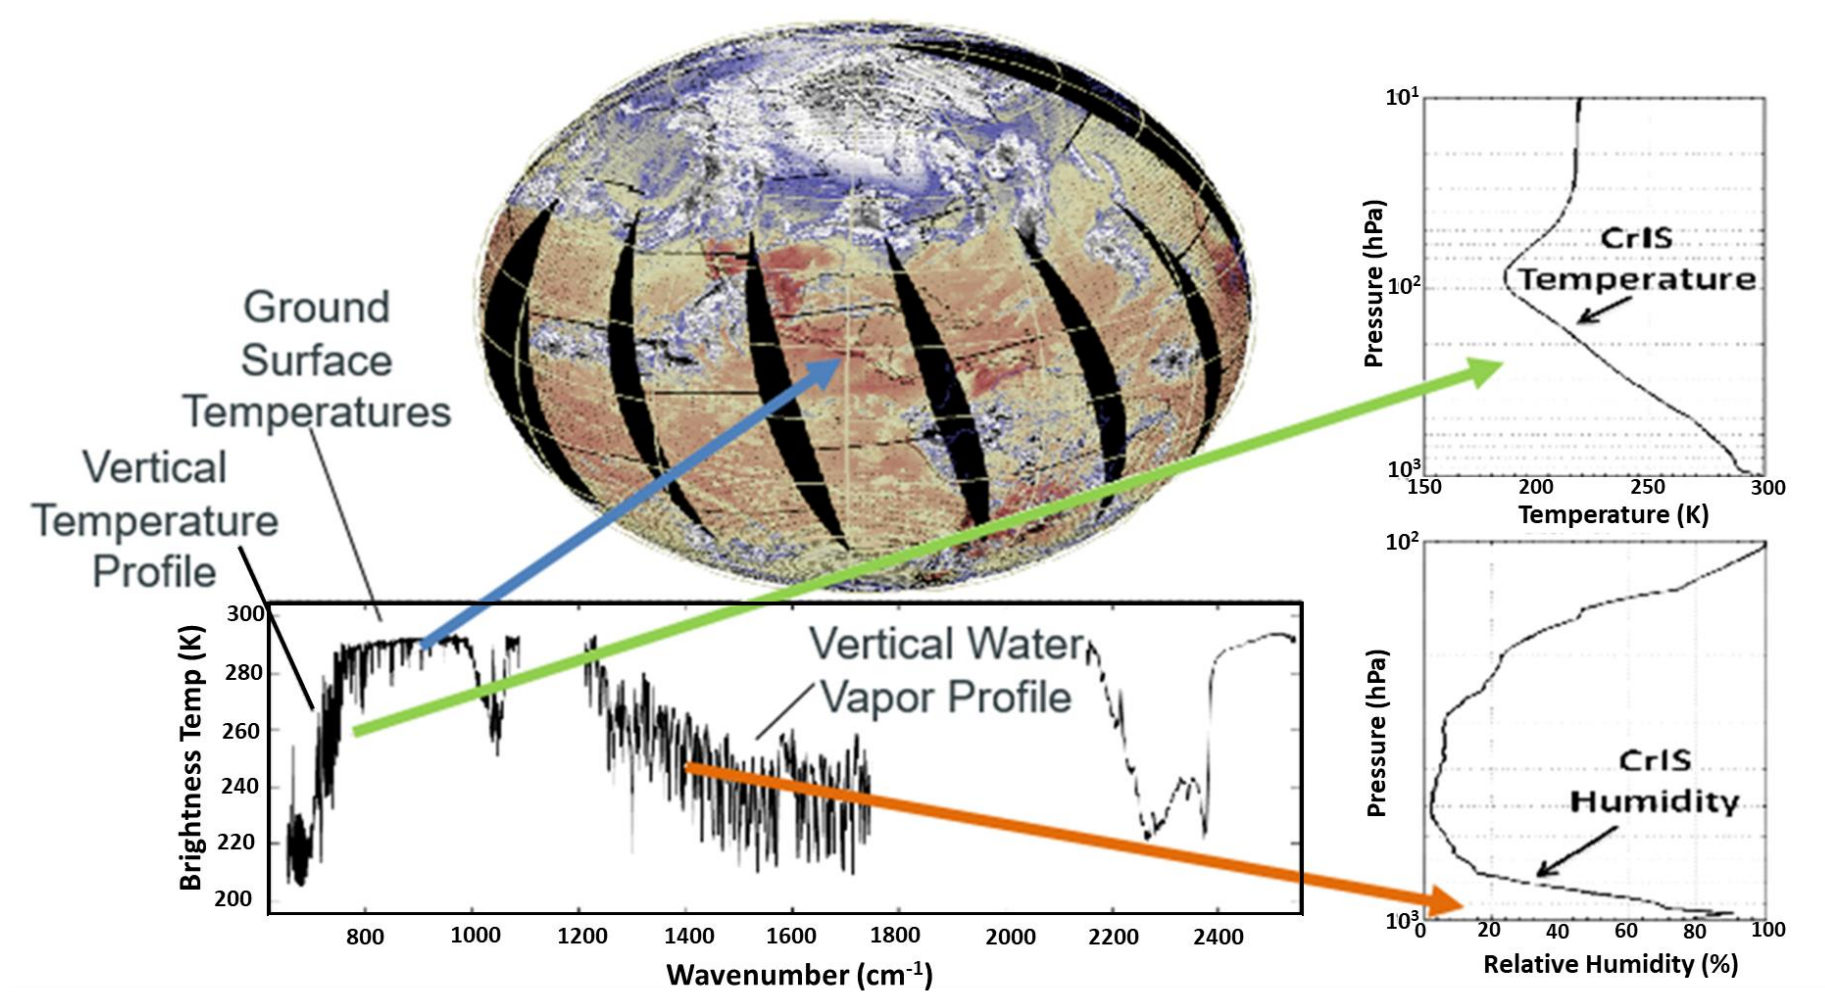 Ground
Surface
Temperatures
Vertical
Temperature
Profile
300
280
260
240
220
200
Brightness Temp (K)
Vertical Water
Vapor Profile
800 1000 1200 1400 1600 1800 2000 2200 2400
Wavenumber (cm⁻¹)
10¹
10²
10³
Pressure (hPa)
CrIS
Temperature
150 200 250 300
Temperature (K)
10²
10³
Pressure (hPa)
CrIS
Humidity
0 20 40 60 80 100
Relative Humidity (%)